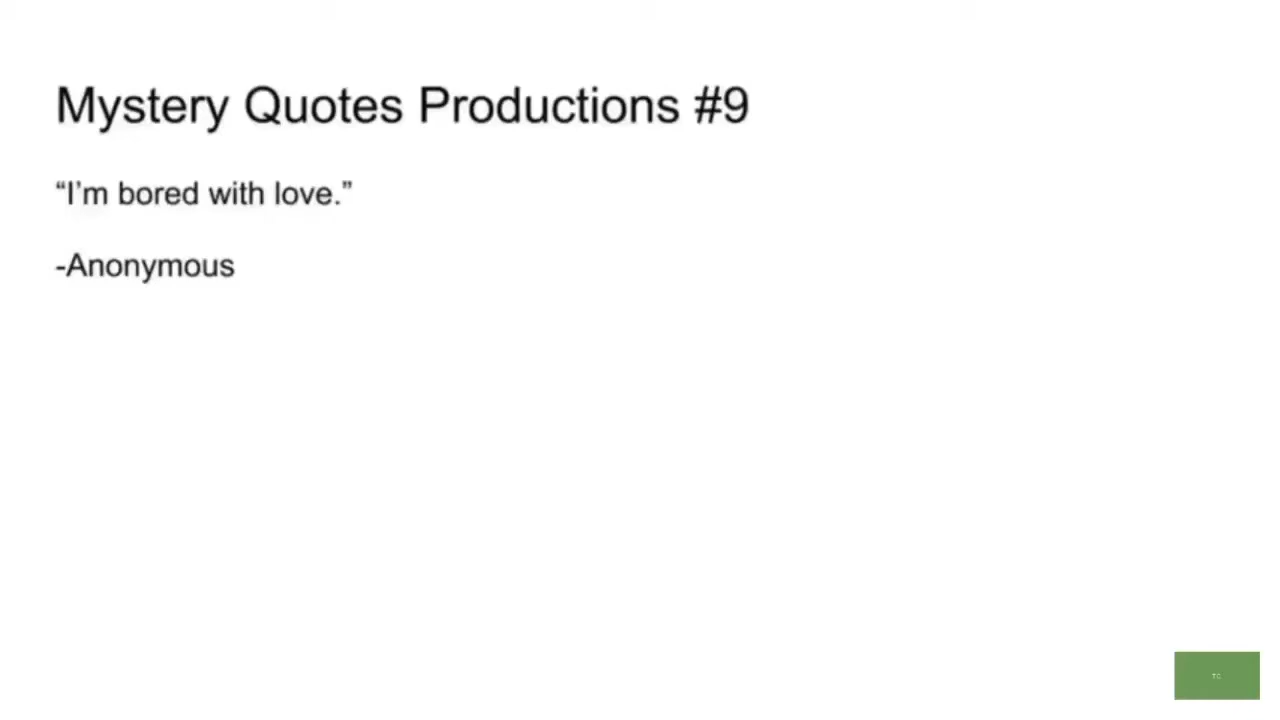 Mystery Quotes Productions #9
“I’m bored with love.”
-Anonymous